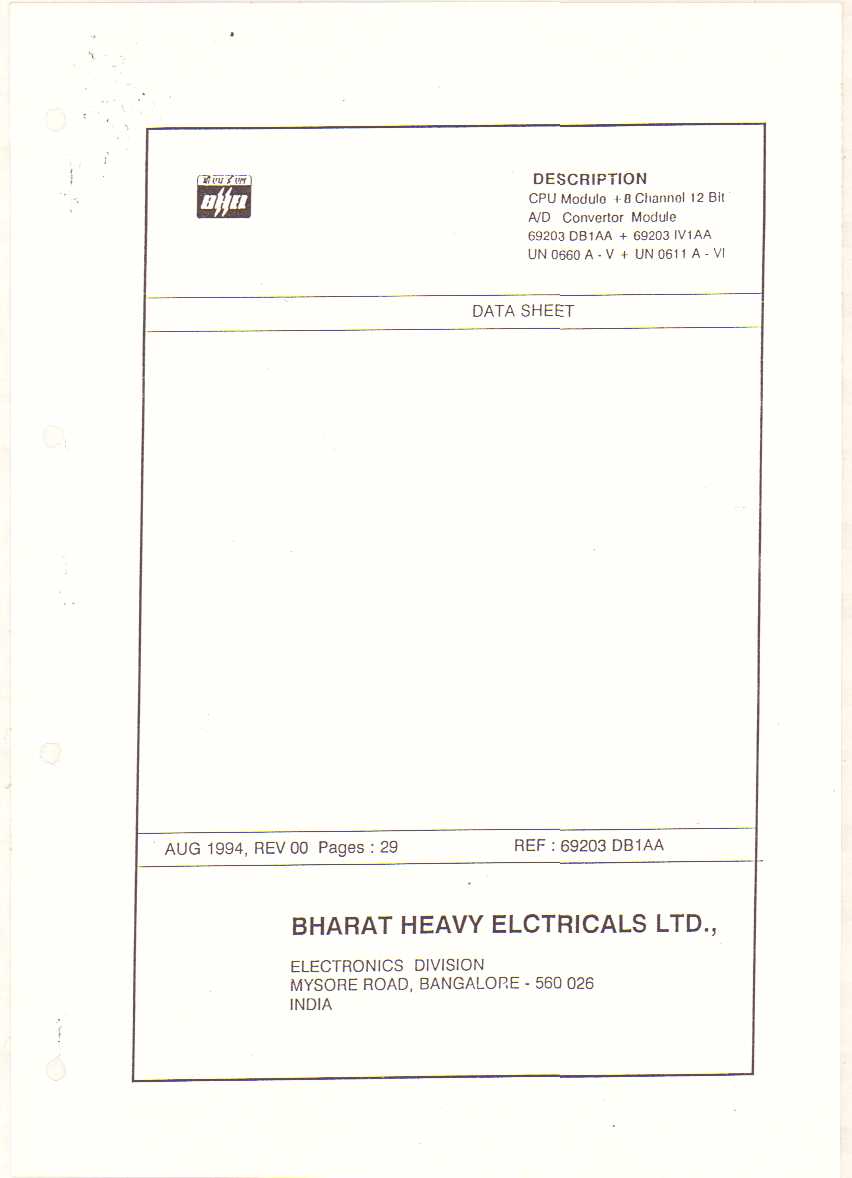 DESCRIPTION
CPU Module + 8 Channel 12 Bit
A/D Convertor Module
69203 DB1AA + 69203 IV1AA
UN 0660 A - V + UN 0611 A - VI
DATA SHEET
AUG 1994, REV 00 Pages : 29
REF : 69203 DB1AA
BHARAT HEAVY ELCTRICALS LTD.,
ELECTRONICS DIVISION
MYSORE ROAD, BANGALORE - 560 026
INDIA